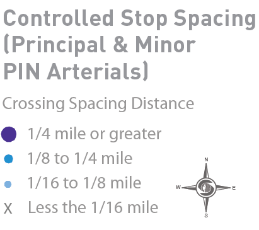 Controlled Stop Spacing
(Principal & Minor
PIN Arterials)
Crossing Spacing Distance
1/4 mile or greater
1/8 to 1/4 mile
1/16 to 1/8 mile
X Less the 1/16 mile
N
W E
S